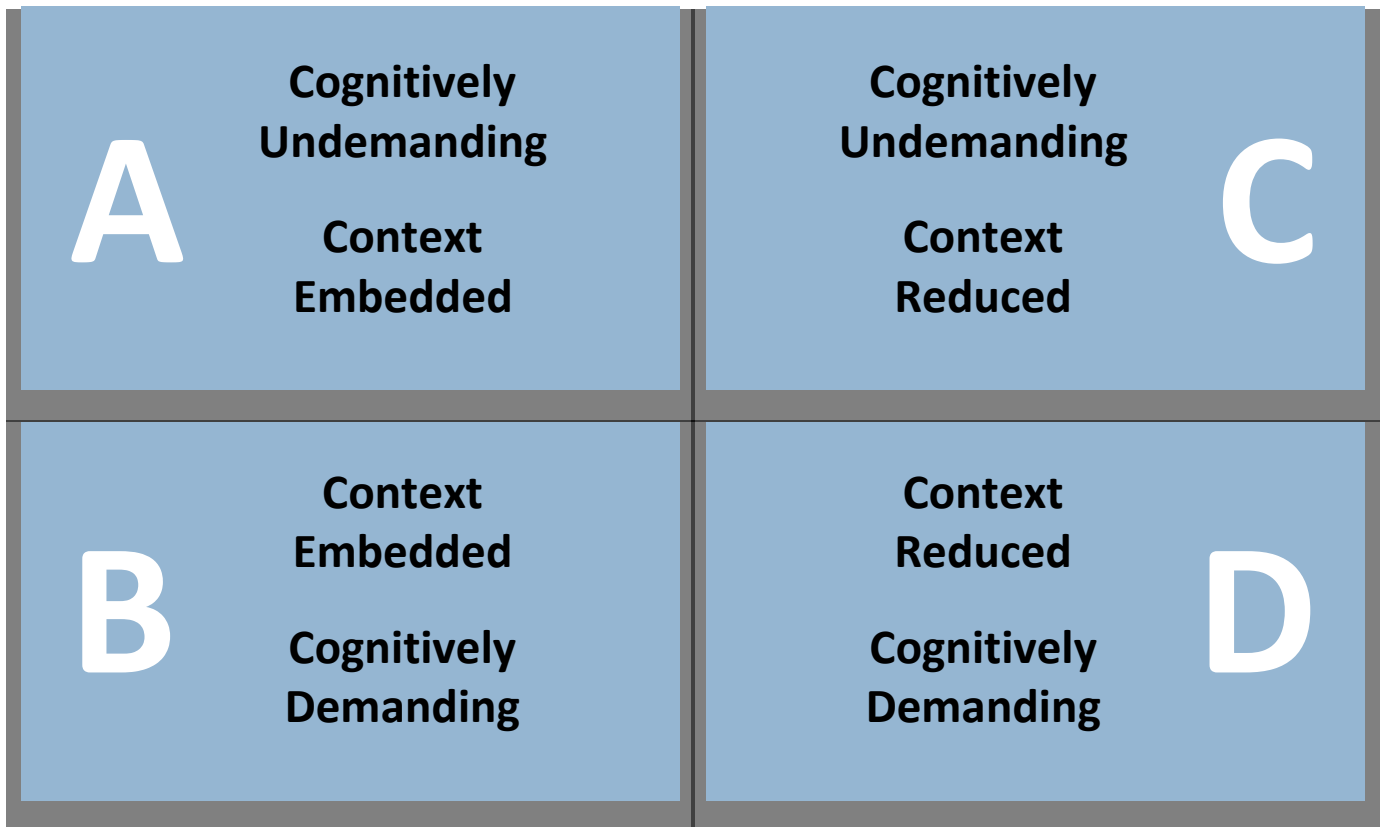 A
Cognitively
Undemanding
Context
Embedded
Cognitively
Undemanding
Context
Reduced
C
B
Context
Embedded
Cognitively
Demanding
Context
Reduced
Cognitively
Demanding
D